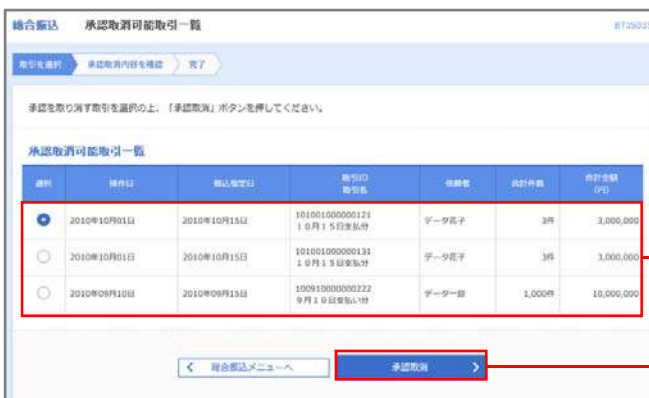 総合振込 承認取消可能取引一覧
取引を選択 承認取消内容を確認 完了
承認を取り消す取引を選択の上、「承認取消」ボタンを押してください。
承認取消可能取引一覧
選択 操作日 振込指定日 取引ID 依頼者 合計件数 合計金額
取引名 (円)
2010年10月01日 2010年10月15日 101001000000121 データ花子 3件 3,000,000
10月15日支払分
2010年10月01日 2010年10月15日 101001000000131 データ花子 3件 3,000,000
10月15日支払分
2010年09月10日 2010年09月15日 100910000000222 データ一郎 1,000件 10,000,000
総合振込メニューへ 承認取消